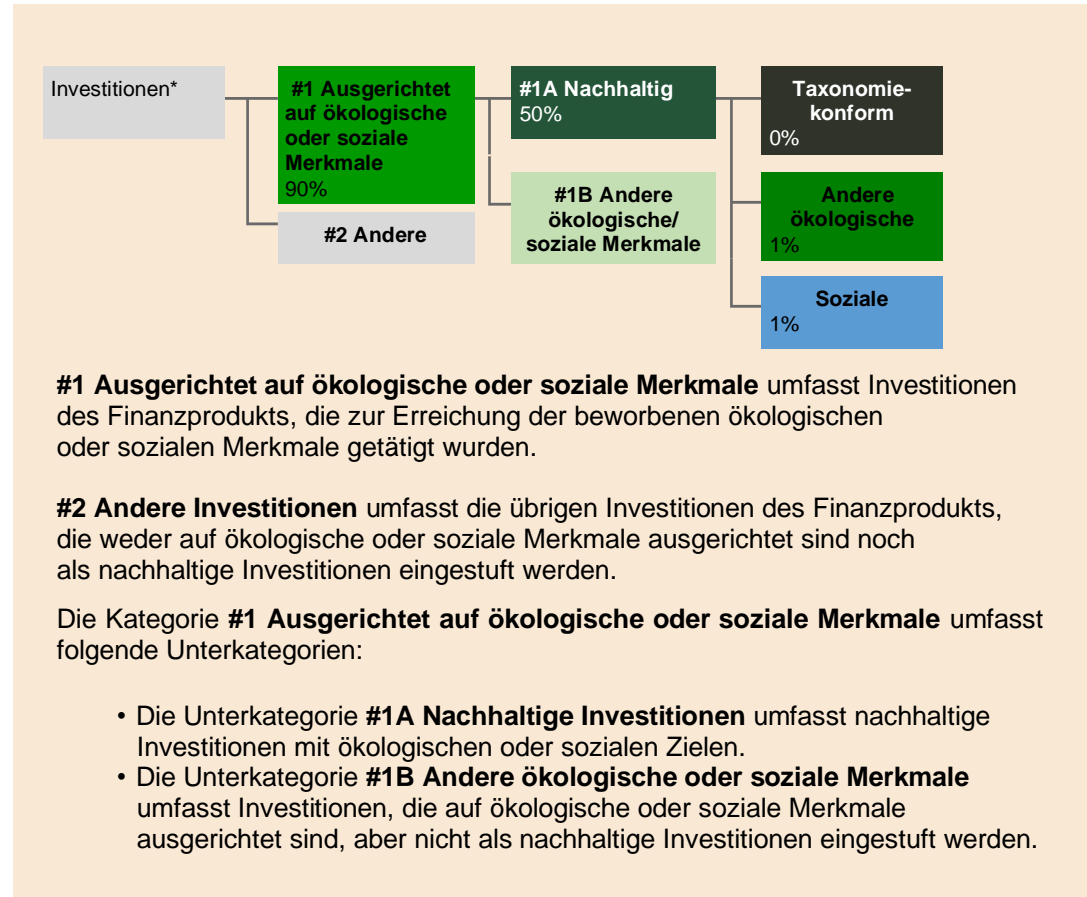 Investitionen*
#1 Ausgerichtet
auf ökologische
oder soziale
Merkmale
90%
#2 Andere
#1A Nachhaltig
50%
#1B Andere
ökologische/
soziale Merkmale
Taxonomie-
konform
0%
Andere
ökologische
1%
Soziale
1%
#1 Ausgerichtet auf ökologische oder soziale Merkmale umfasst Investitionen
des Finanzprodukts, die zur Erreichung der beworbenen ökologischen
oder sozialen Merkmale getätigt wurden.
#2 Andere Investitionen umfasst die übrigen Investitionen des Finanzprodukts,
die weder auf ökologische oder soziale Merkmale ausgerichtet sind noch
als nachhaltige Investitionen eingestuft werden.
Die Kategorie #1 Ausgerichtet auf ökologische oder soziale Merkmale umfasst
folgende Unterkategorien:
• Die Unterkategorie #1A Nachhaltige Investitionen umfasst nachhaltige
Investitionen mit ökologischen oder sozialen Zielen.
• Die Unterkategorie #1B Andere ökologische oder soziale Merkmale
umfasst Investitionen, die auf ökologische oder soziale Merkmale
ausgerichtet sind, aber nicht als nachhaltige Investitionen eingestuft werden.